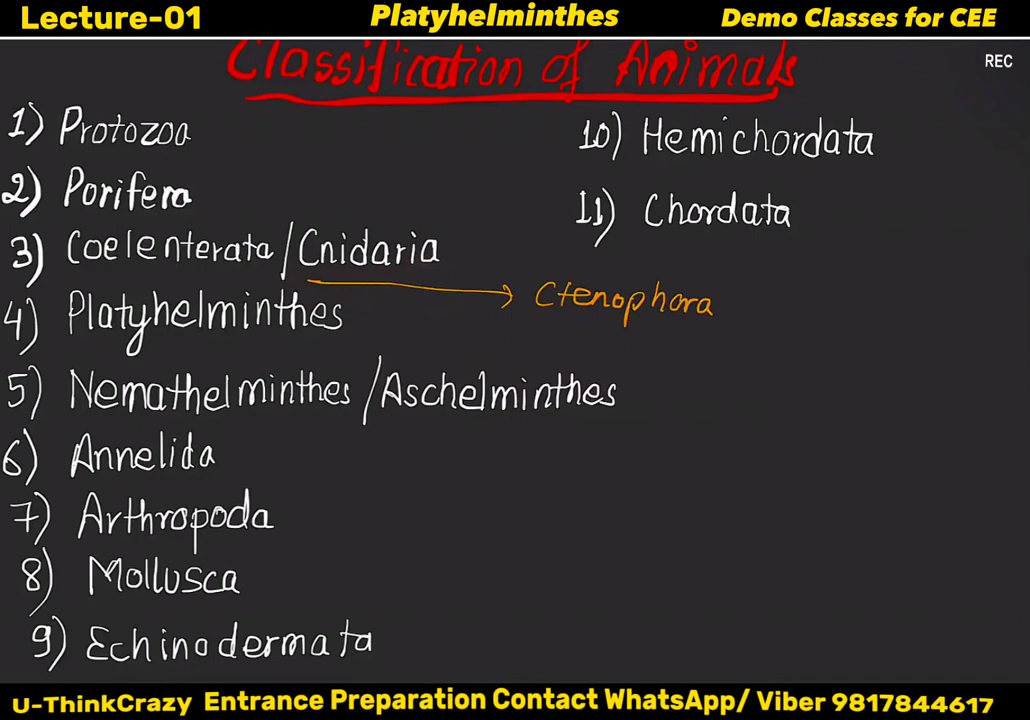 Lecture-01 Platyhelminthes Demo Classes for CEE
Classification of Animals
REC
1) Protozoa
2) Porifera
3) Coelenterata/Cnidaria
Ctenophora
4) Platyhelminthes
5) Nemathelminthes/Aschelminthes
6) Annelida
7) Arthropoda
8) Mollusca
9) Echinodermata
10) Hemichordata
11) Chordata
U-ThinkCrazy Entrance Preparation Contact WhatsApp/ Viber 9817844617